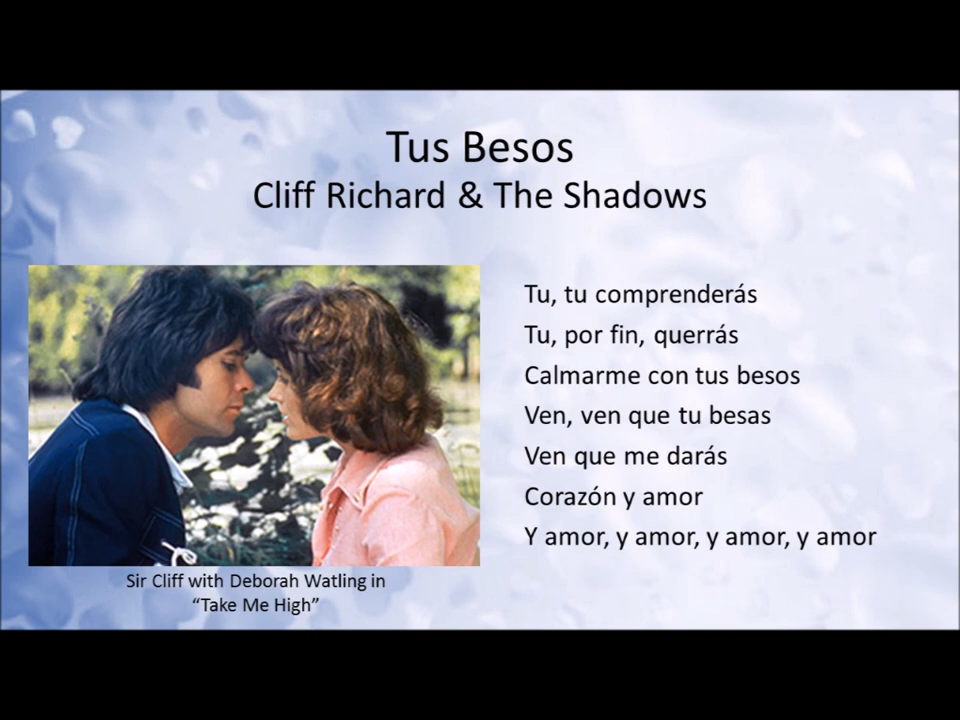 Tus Besos
Cliff Richard & The Shadows
Tu, tu comprenderás
Tu, por fin, querrás
Calmarme con tus besos
Ven, ven que tu besas
Ven que me darás
Corazón y amor
Y amor, y amor, y amor, y amor
Sir Cliff with Deborah Watling in
“Take Me High”